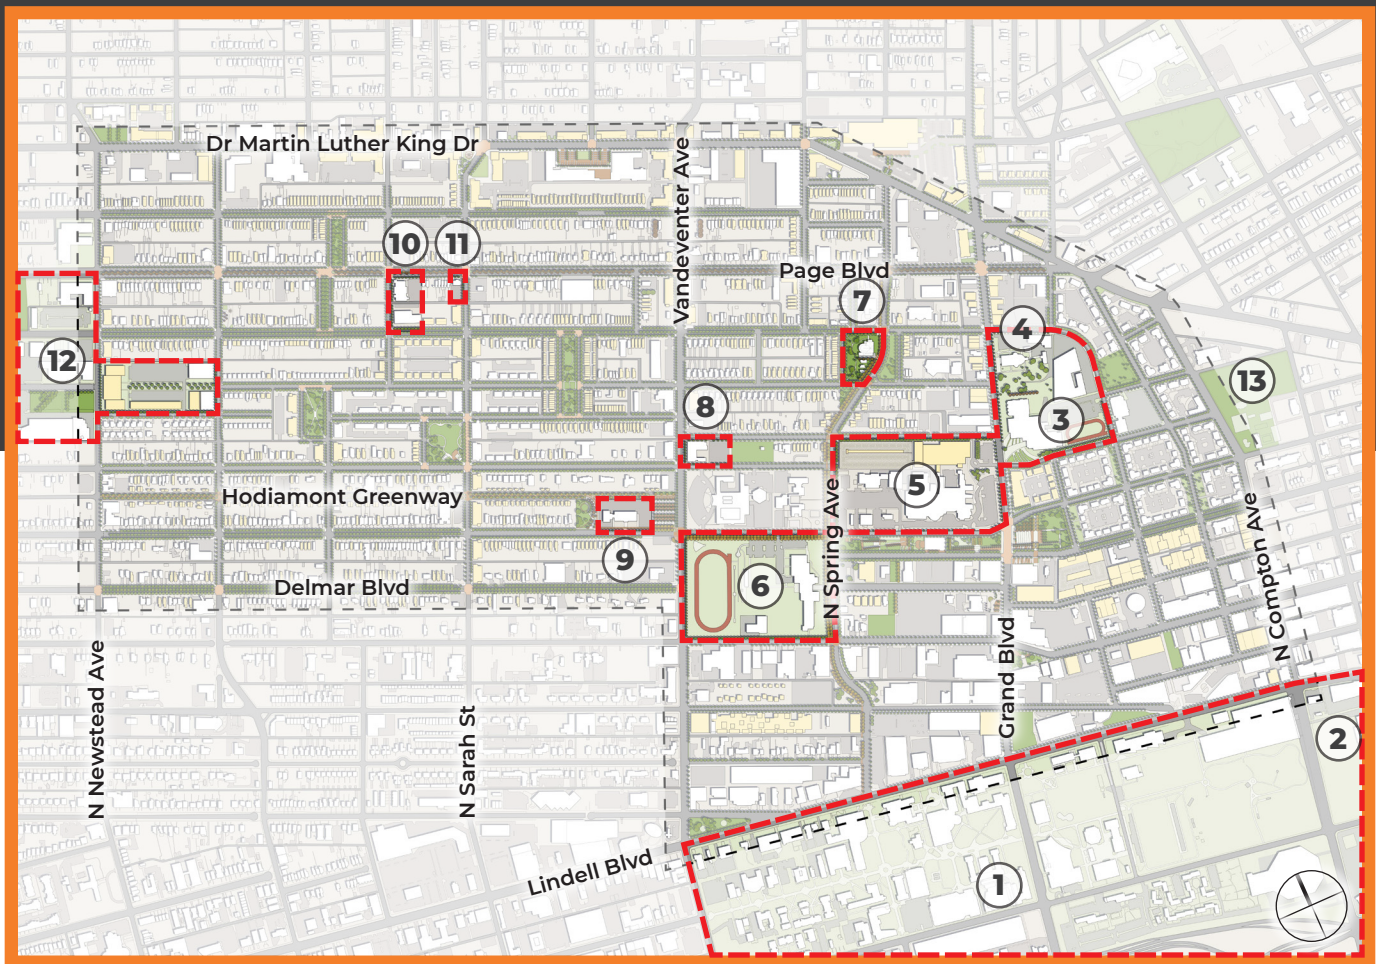 Dr Martin Luther King Dr
Vandeventer Ave
10
11
Page Blvd
7
4
12
13
8
3
Hodiamont Greenway
5
N Spring Ave
N Compton Ave
9
6
Delmar Blvd
N Newstead Ave
N Sarah St
Grand Blvd
2
Lindell Blvd
1